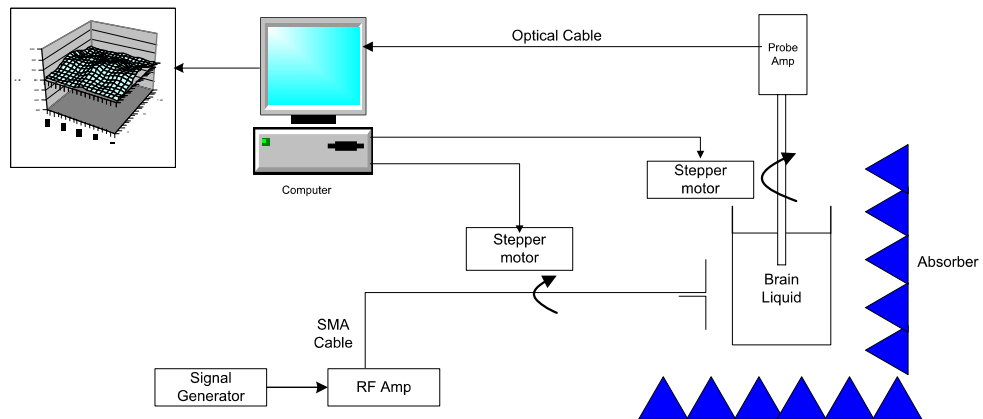 Optical Cable
Probe
Amp
Computer
Stepper
motor
Stepper
motor
Absorber
Brain
Liquid
SMA
Cable
Signal
Generator
RF Amp